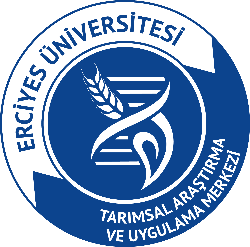 ERCİYES ÜNİVERSİTESİ
TARIMSAL ARAŞTIRMA
VE UYGULAMA MERKEZİ